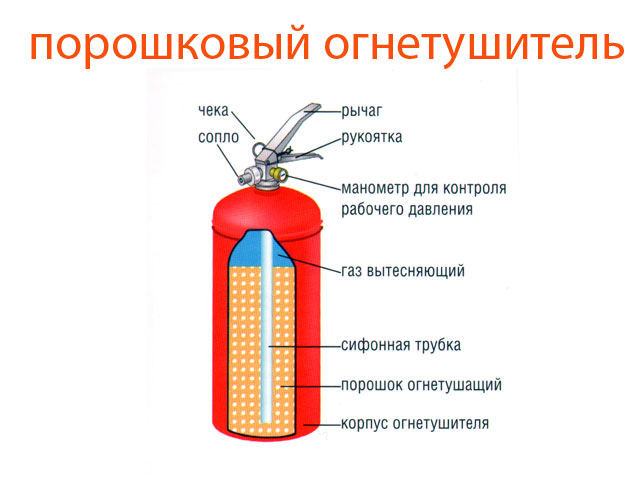 порошковый огнетушитель
чека
рычаг
сопло
рукоятка
манометр для контроля
рабочего давления
газ вытесняющий
сифонная трубка
порошок огнетушащий
корпус огнетушителя